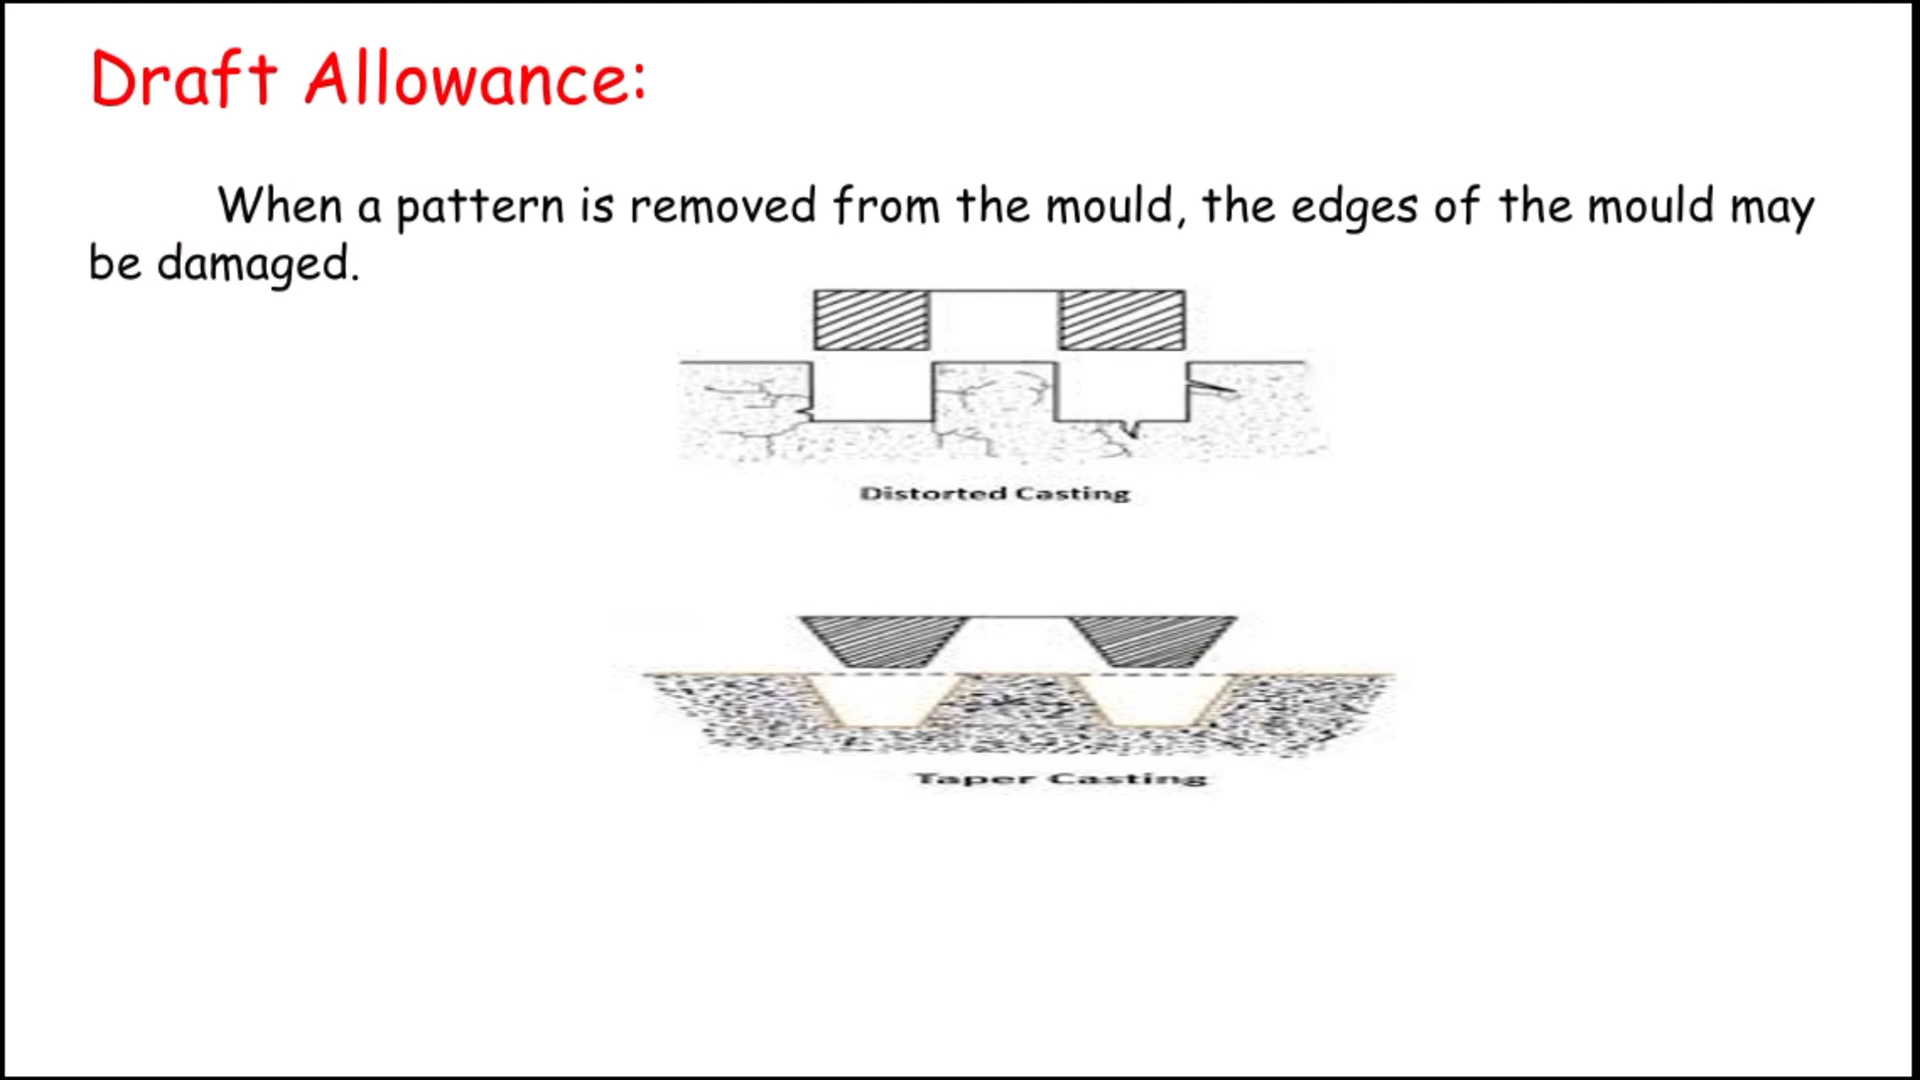 Draft Allowance:
When a pattern is removed from the mould, the edges of the mould may
be damaged.
Distorted Casting
Taper Casting